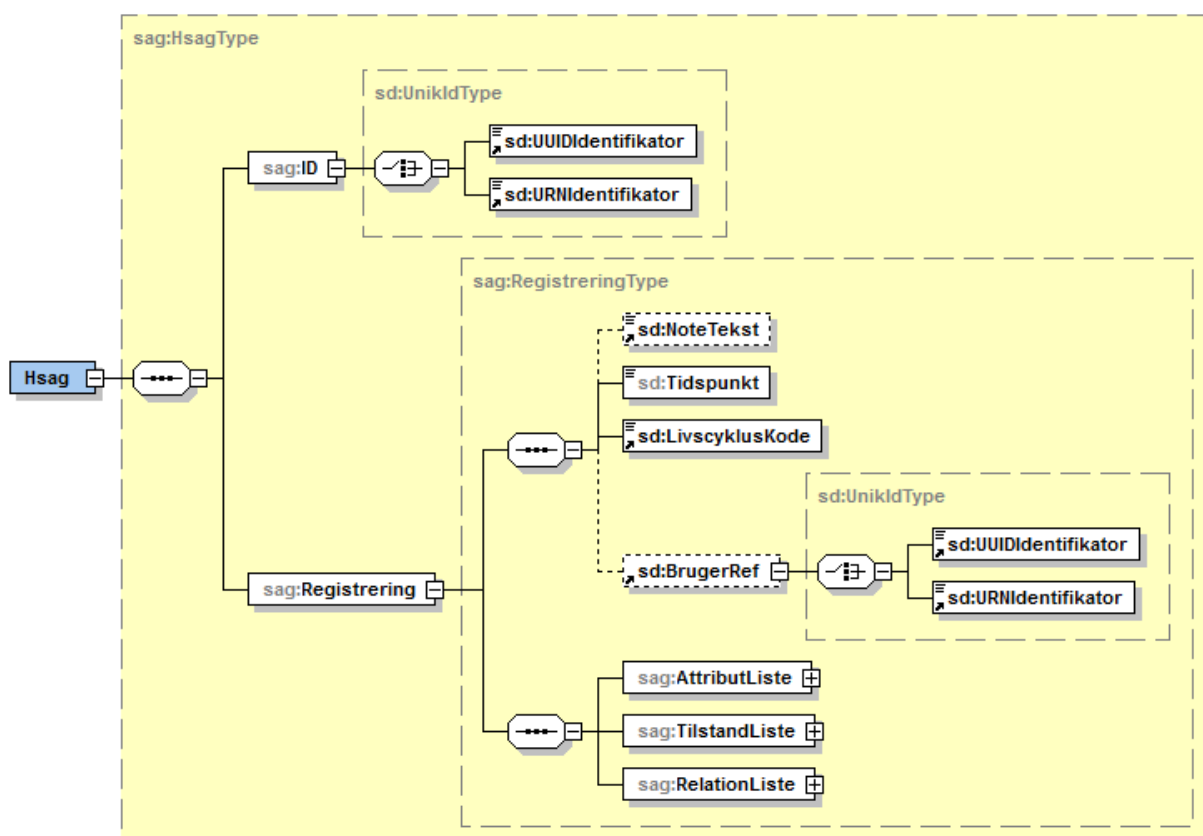 sag:HsagType
sd:UnikIdType
sd:UUIDIdentifikator
sag:ID
sd:URNIdentifikator
sag:RegistreringType
sd:NoteTekst
Hsag
sd:Tidspunkt
sd:LivscyklusKode
sd:UnikIdType
sd:UUIDIdentifikator
sd:BrugerRef
sag:Registrering
sd:URNIdentifikator
sag:AttributListe
sag:TilstandListe
sag:RelationListe